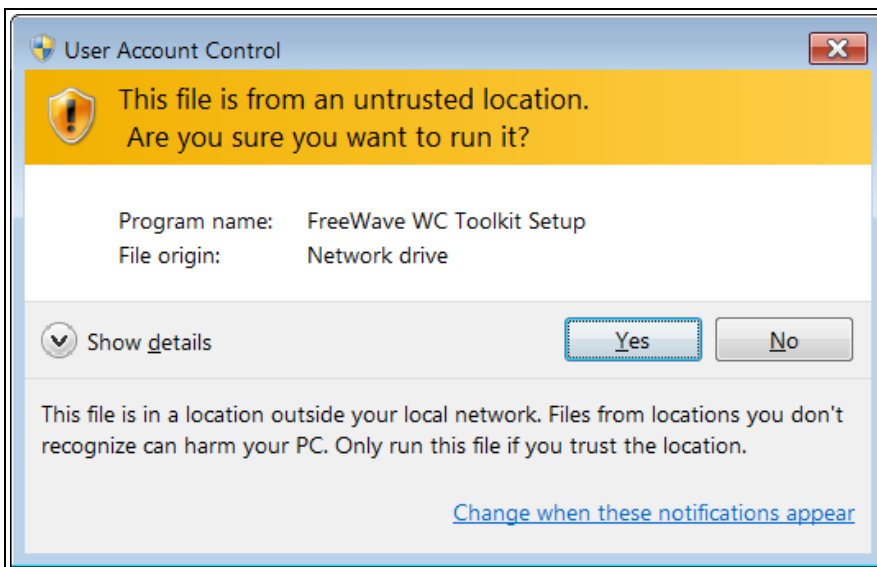 User Account Control
This file is from an untrusted location.
Are you sure you want to run it?
Program name: FreeWave WC Toolkit Setup
File origin: Network drive
Show details
Yes
No
This file is in a location outside your local network. Files from locations you don't
recognize can harm your PC. Only run this file if you trust the location.
Change when these notifications appear